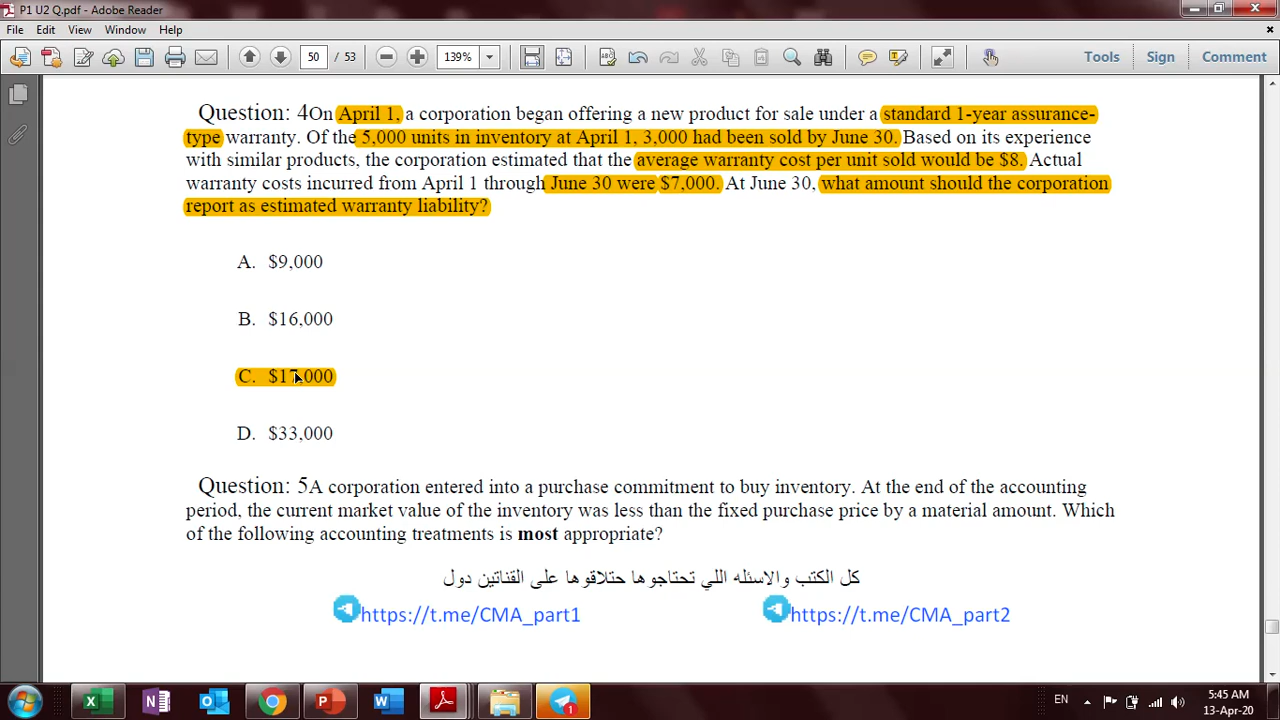 P1 U2 Q.pdf - Adobe Reader
File Edit View Window Help
50 / 53 139% Tools Sign Comment
Question: 4On April 1, a corporation began offering a new product for sale under a standard 1-year assurance-
type warranty. Of the 5,000 units in inventory at April 1, 3,000 had been sold by June 30. Based on its experience
with similar products, the corporation estimated that the average warranty cost per unit sold would be $8. Actual
warranty costs incurred from April 1 through June 30 were $7,000. At June 30, what amount should the corporation
report as estimated warranty liability?
A. $9,000
B. $16,000
C. $17,000
D. $33,000
Question: 5A corporation entered into a purchase commitment to buy inventory. At the end of the accounting
period, the current market value of the inventory was less than the fixed purchase price by a material amount. Which
of the following accounting treatments is most appropriate?
كل الكتب والاسئله اللي تحتاجوها حتلاقوها على القناتين دول
https://t.me/CMA_part1 https://t.me/CMA_part2
EN 5:45 AM
13-Apr-20